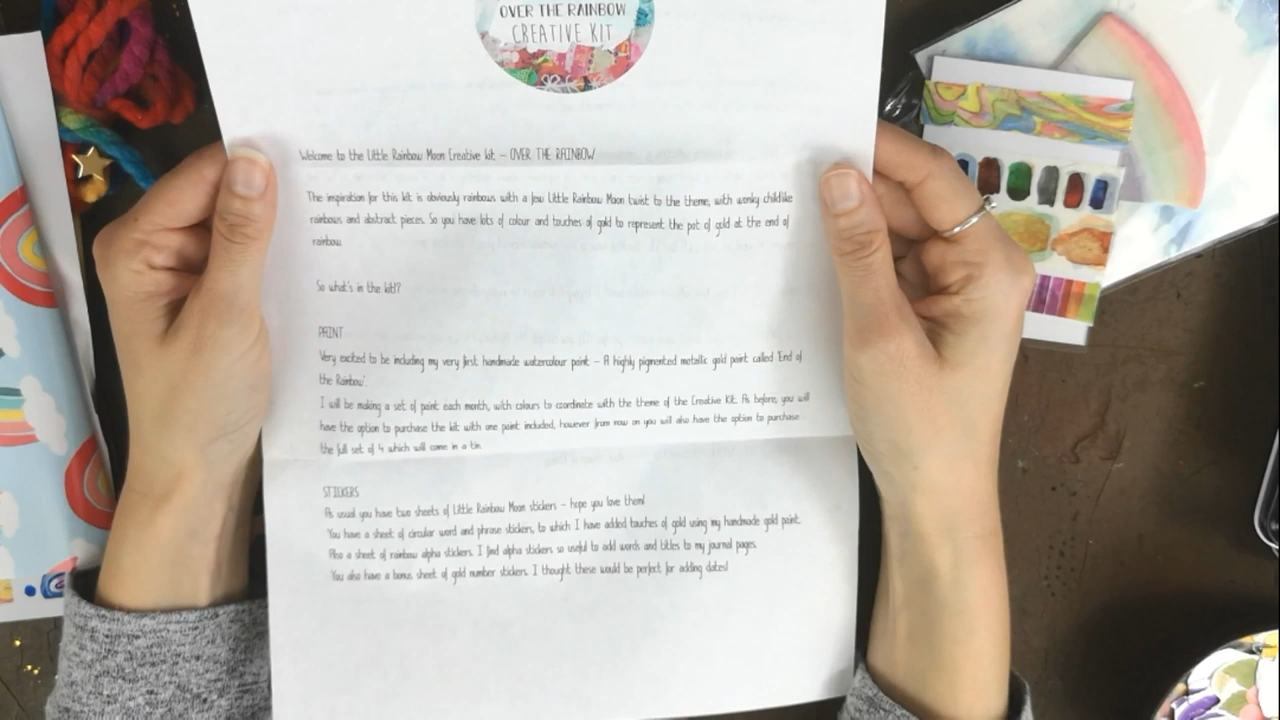 OVER THE RAINBOW
CREATIVE KIT
Welcome to the Little Rainbow Moon Creative kit – OVER THE RAINBOW
The inspiration for this kit is obviously rainbows with a jou Little Rainbow Moon twist to the theme, with wonky childlike
rainbows and abstract pieces. So you have lots of colour and touches of gold to represent the pot of gold at the end of
rainbow.
So what's in the kit!?
PAINT
Very excited to be including my very first handmade watercolour paint – A highly pigmented metallic gold paint called 'End of
the Rainbow'.
I will be making a set of paint each month, with colours to coordinate with the theme of the Creative Kit. As before, you will
have the option to purchase the kit with one paint included, however from now on you will also have the option to purchase
the full set of 4 which will come in a tin.
STICKERS
As usual you have two sheets of Little Rainbow Moon stickers – hope you love them!
You have a sheet of circular word and phrase stickers, to which I have added touches of gold using my handmade gold paint.
Also a sheet of rainbow alpha stickers. I find alpha stickers so useful to add words and titles to my journal pages.
You also have a bonus sheet of gold number stickers. I thought these would be perfect for adding dates!